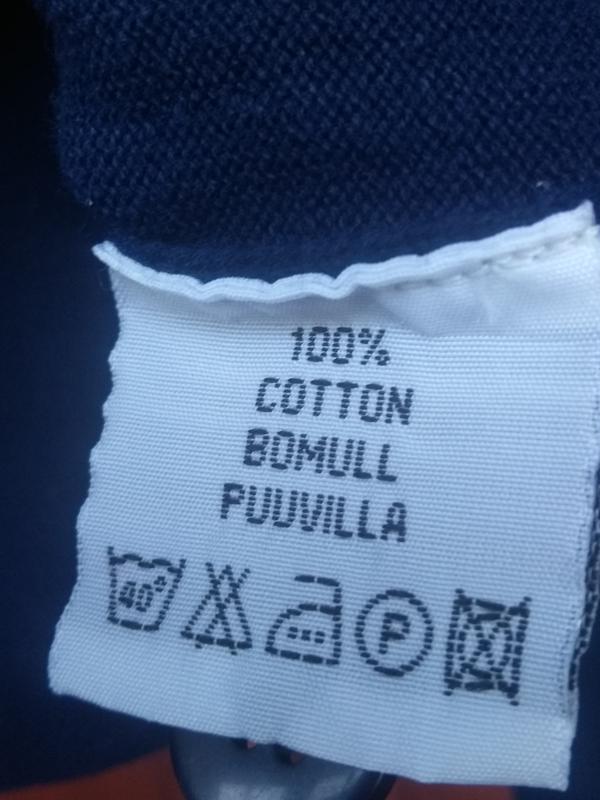 100%
COTTON
BOMULL
PUUVILLA
40°
P